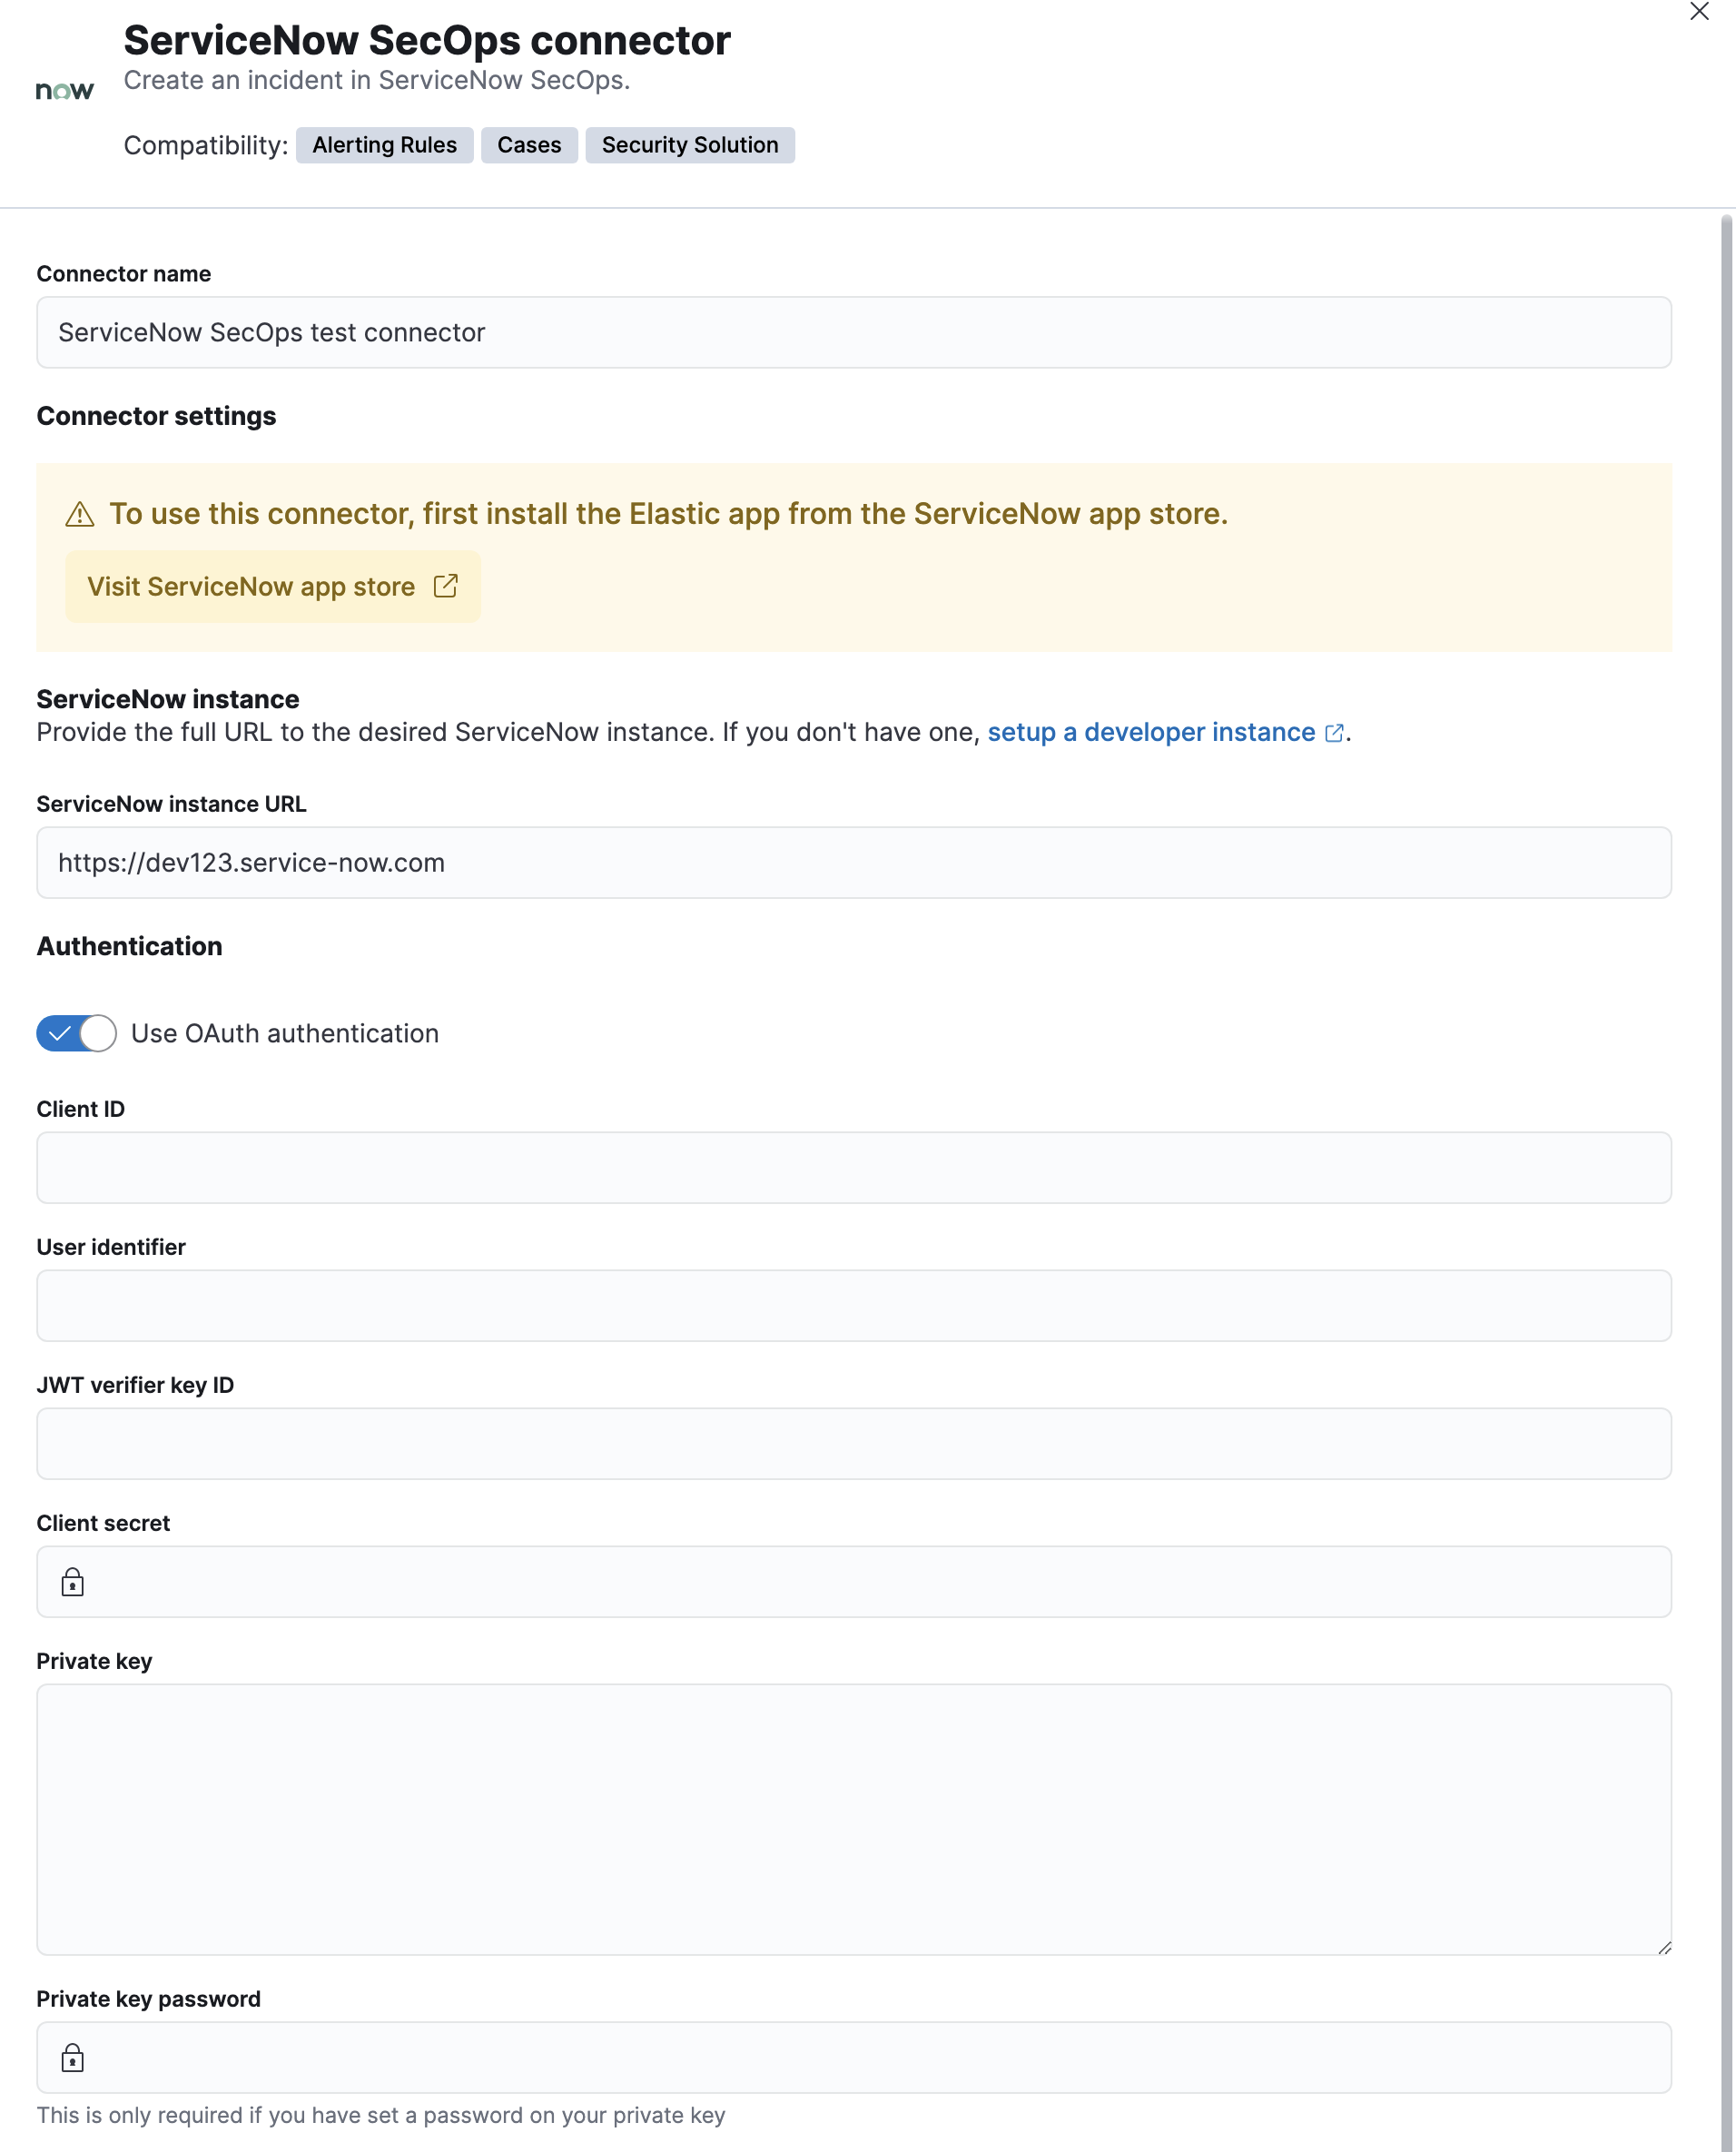 ServiceNow SecOps connector
now
Create an incident in ServiceNow SecOps.
Compatibility: Alerting Rules Cases Security Solution
Connector name
ServiceNow SecOps test connector
Connector settings
To use this connector, first install the Elastic app from the ServiceNow app store.
Visit ServiceNow app store
ServiceNow instance
Provide the full URL to the desired ServiceNow instance. If you don't have one, setup a developer instance.
ServiceNow instance URL
https://dev123.service-now.com
Authentication
Use OAuth authentication
Client ID
User identifier
JWT verifier key ID
Client secret
Private key
Private key password
This is only required if you have set a password on your private key